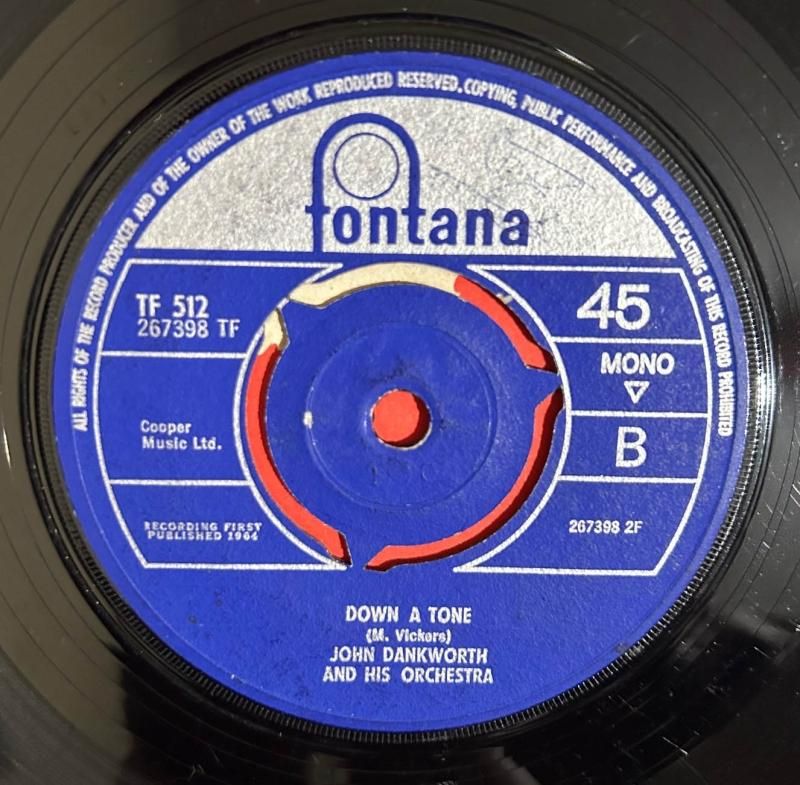 ALL RIGHTS OF THE RECORD PRODUCER AND OF THE OWNER OF THE WORK REPRODUCED RESERVED. COPYING, PUBLIC PERFORMANCE AND BROADCASTING OF THIS RECORD PROHIBITED
fontana
TF 512
267398 TF
45
MONO
▽
B
Cooper
Music Ltd.
RECORDING FIRST
PUBLISHED 1964
267398 2F
DOWN A TONE
(M. Vickers)
JOHN DANKWORTH
AND HIS ORCHESTRA